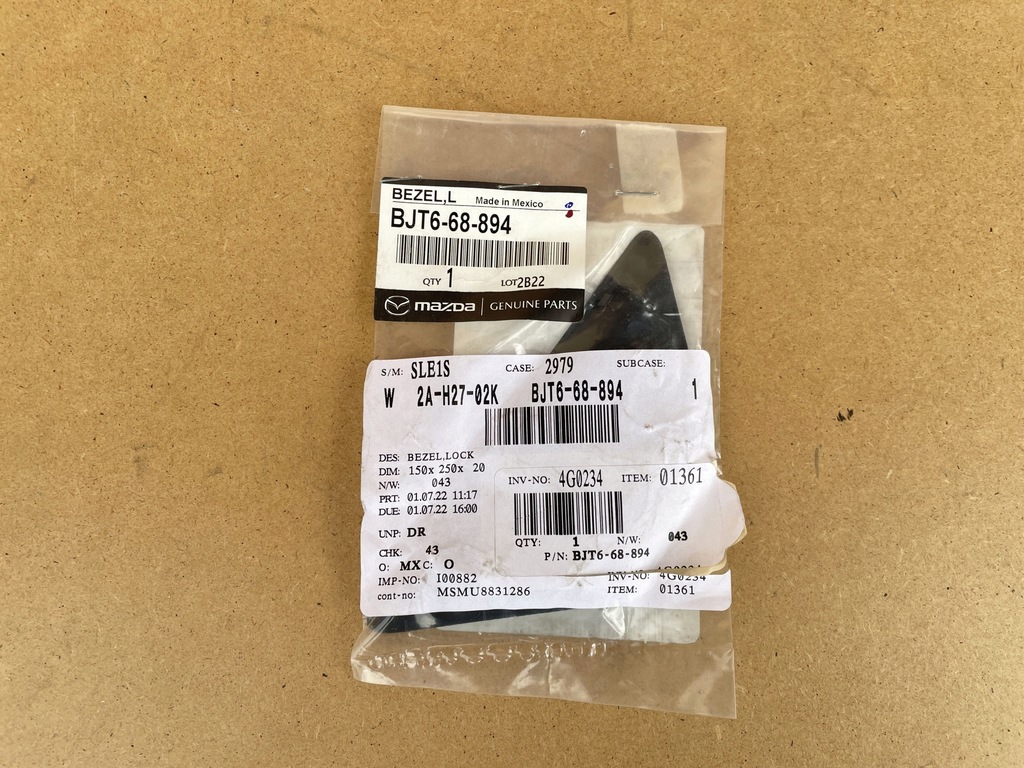 BEZEL,L Made in Mexico
BJT6-68-894
QTY 1 LOT 2B22
mazda | GENUINE PARTS
S/M: SLE1S CASE: 2979 SUBCASE:
W 2A-H27-02K BJT6-68-894 1
DES: BEZEL,LOCK
DIM: 150x 250x 20
N/W: 043
PRT: 01.07.22 11:17
DUE: 01.07.22 16:00
UNP: DR
CHK: 43
O: MX C: O
IMP-NO: I00882
cont-no: MSMU8831286
INV-NO: 4G0234 ITEM: 01361
QTY: 1 N/W: 043
P/N: BJT6-68-894
INV-NO: 4G0234
ITEM: 01361